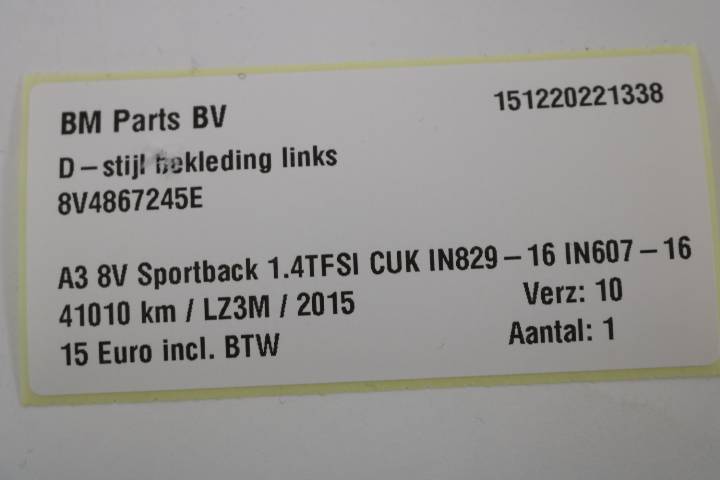 BM Parts BV
151220221338
D-stijl bekleding links
8V4867245E
A3 8V Sportback 1.4TFSI CUK IN829-16 IN607-16
41010 km / LZ3M / 2015
Verz: 10
15 Euro incl. BTW
Aantal: 1